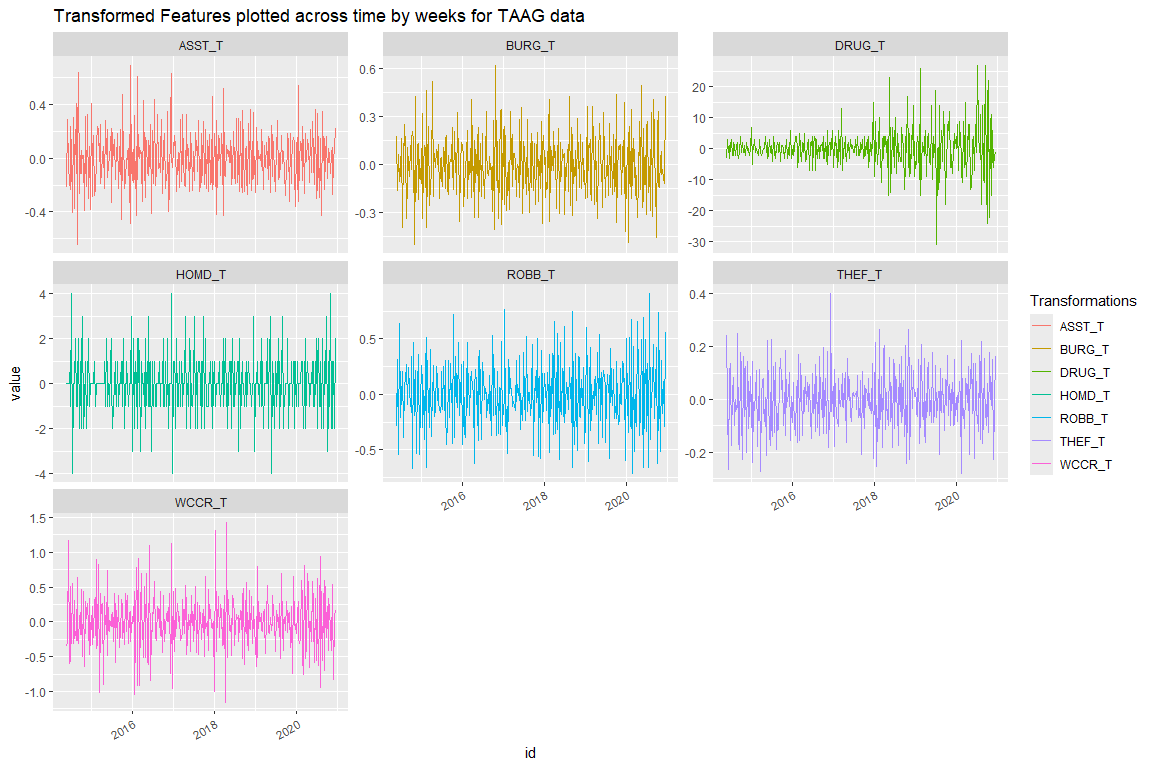 Transformed Features plotted across time by weeks for TAAG data
ASST_T
BURG_T
DRUG_T
0.4
0.0
-0.4
0.6
0.3
0.0
-0.3
20
10
0
-10
-20
-30
HOMD_T
ROBB_T
THEF_T
4
2
0
-2
-4
0.5
0.0
-0.5
0.4
0.2
0.0
-0.2
2016
2018
2020
2016
2018
2020
WCCR_T
1.5
1.0
0.5
0.0
-0.5
-1.0
2016
2018
2020
value
id
Transformations
ASST_T
BURG_T
DRUG_T
HOMD_T
ROBB_T
THEF_T
WCCR_T